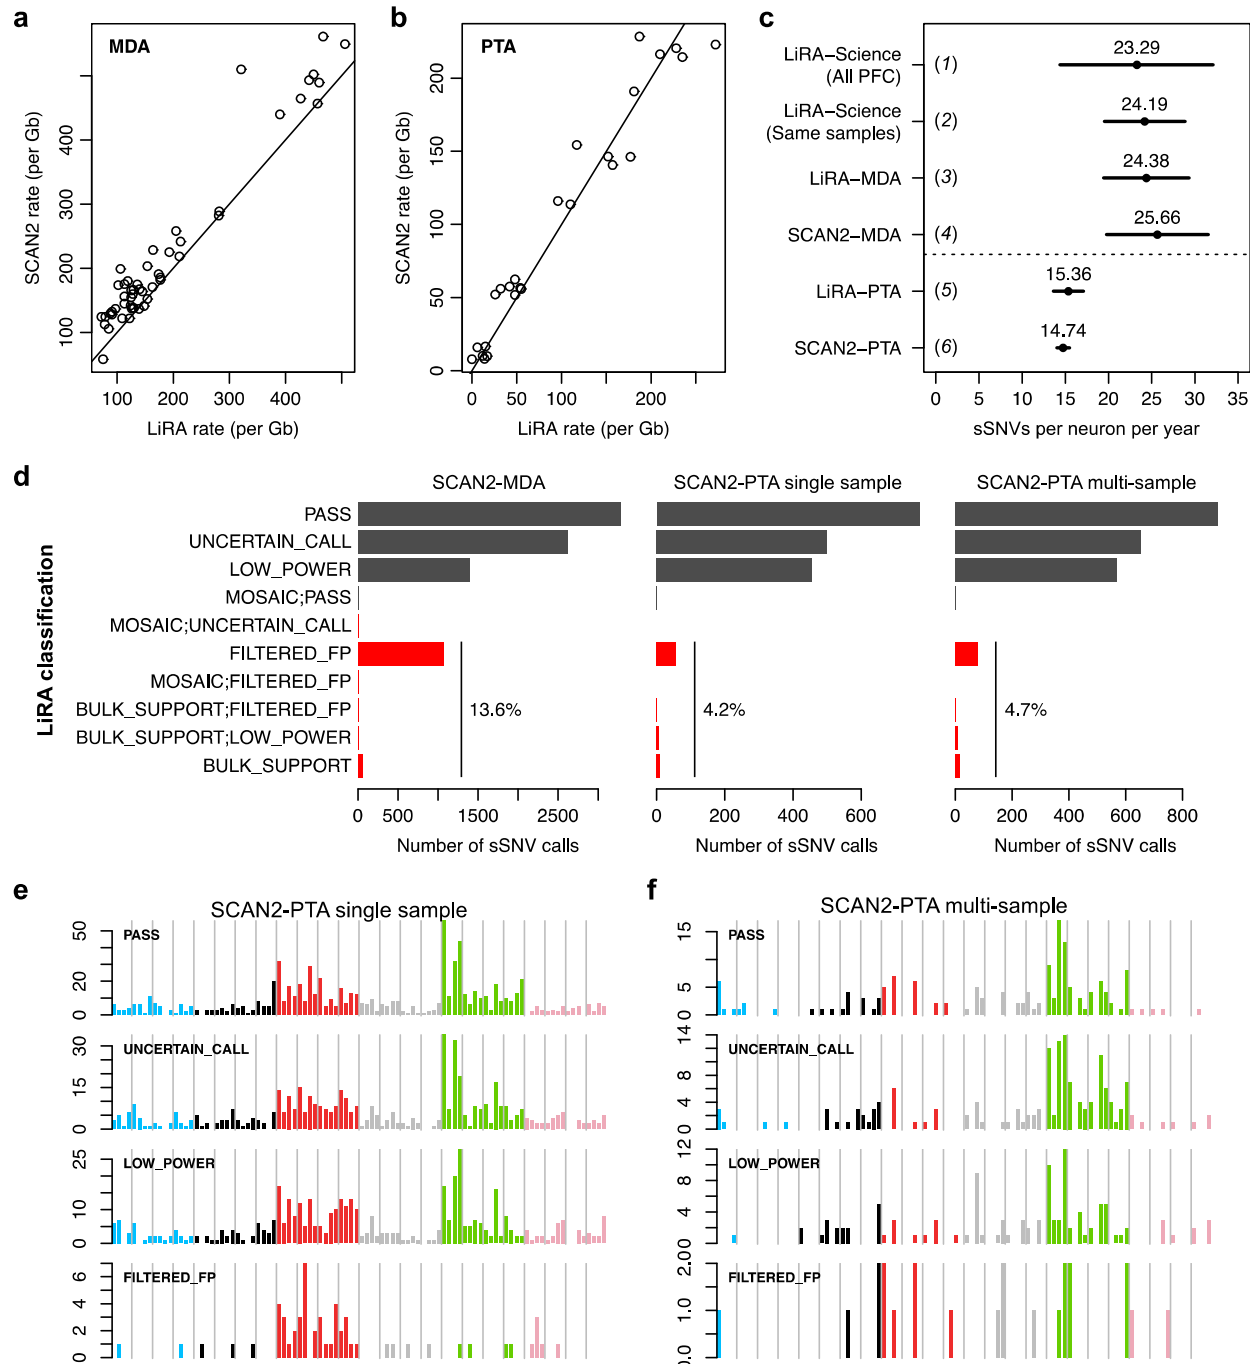 a
MDA
SCAN2 rate (per Gb)
100
200
300
400
100
200
300
400
LiRA rate (per Gb)
b
PTA
SCAN2 rate (per Gb)
0
50
100
150
200
0
50
100
200
LiRA rate (per Gb)
c
LiRA−Science
(All PFC)
(1)
23.29
LiRA−Science
(Same samples)
(2)
24.19
LiRA−MDA
(3)
24.38
SCAN2−MDA
(4)
25.66
LiRA−PTA
(5)
15.36
SCAN2−PTA
(6)
14.74
0
5
10
15
20
25
30
35
sSNVs per neuron per year
d
LiRA classification
SCAN2-MDA
SCAN2-PTA single sample
SCAN2-PTA multi-sample
PASS
UNCERTAIN_CALL
LOW_POWER
MOSAIC;PASS
MOSAIC;UNCERTAIN_CALL
FILTERED_FP
MOSAIC;FILTERED_FP
BULK_SUPPORT;FILTERED_FP
BULK_SUPPORT;LOW_POWER
BULK_SUPPORT
13.6%
4.2%
4.7%
0
500
1500
2500
Number of sSNV calls
0
200
400
600
Number of sSNV calls
0
200
400
600
800
Number of sSNV calls
e
SCAN2-PTA single sample
PASS
0
20
50
UNCERTAIN_CALL
0
15
30
LOW_POWER
0
10
25
FILTERED_FP
0
2
4
6
f
SCAN2-PTA multi-sample
PASS
0
5
15
UNCERTAIN_CALL
0
4
8
14
LOW_POWER
0
4
8
12
FILTERED_FP
0.0
1.0
2.00